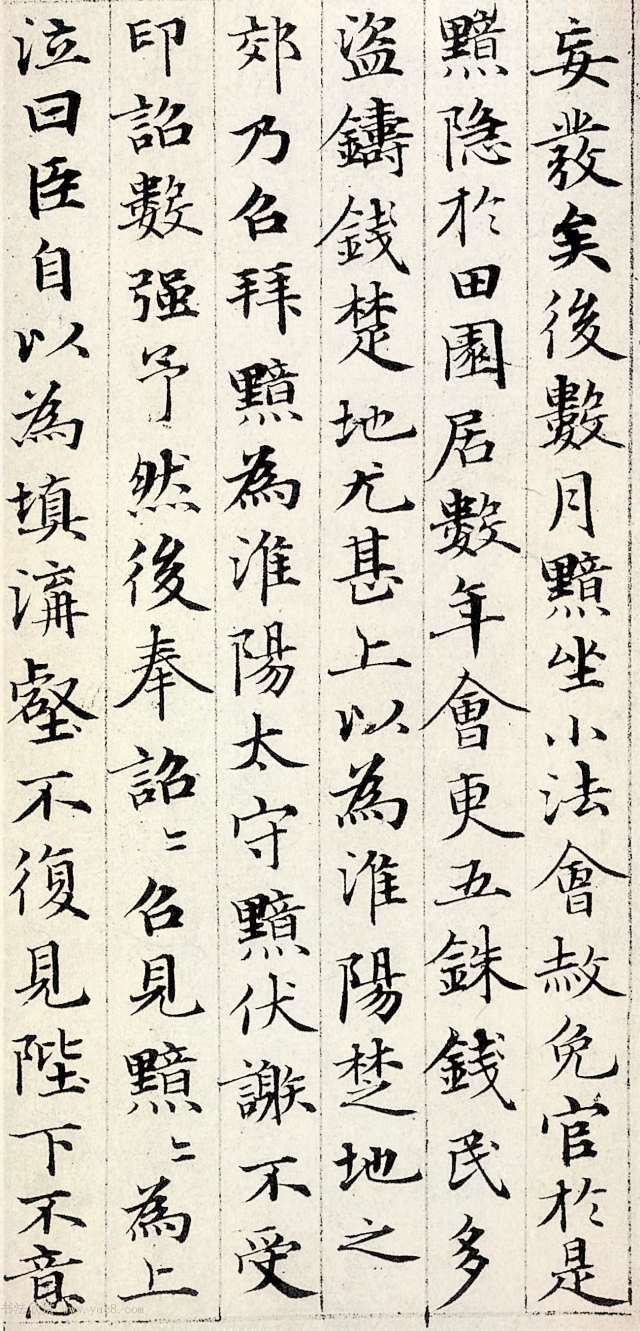 妄發矣後數月黯坐小法會赦免官於是
黯隱於田園居數年會更五銖錢民多
盜鑄錢楚地尤甚上以為淮陽楚地之
郊乃召拜黯為淮陽太守黯伏謝不受
印詔數强予然後奉詔〻召見黯〻為上
泣曰臣自以為填溝壑不復見陛下不意